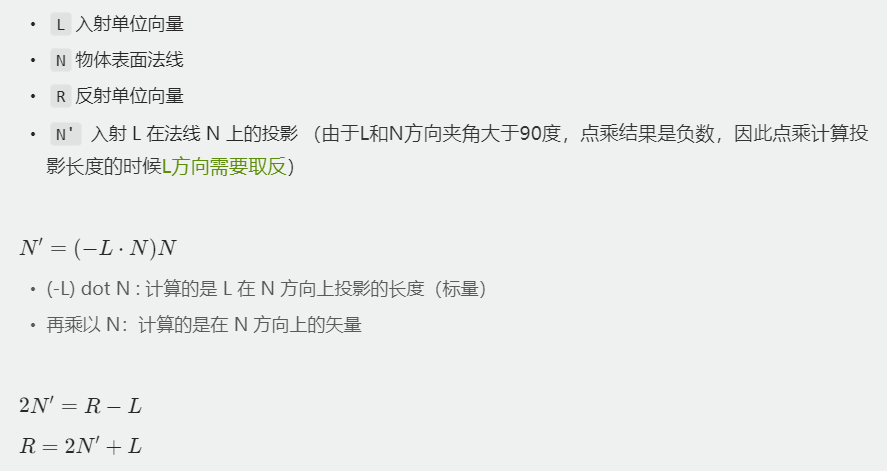 • L 入射单位向量
• N 物体表面法线
• R 反射单位向量
• N' 入射 L 在法线 N 上的投影 （由于L和N方向夹角大于90度，点乘结果是负数，因此点乘计算投
影长度的时候L方向需要取反）
N′ = (−L · N)N
• (-L) dot N : 计算的是 L 在 N 方向上投影的长度（标量）
• 再乘以 N：计算的是在 N 方向上的矢量
2N′ = R − L
R = 2N′ + L